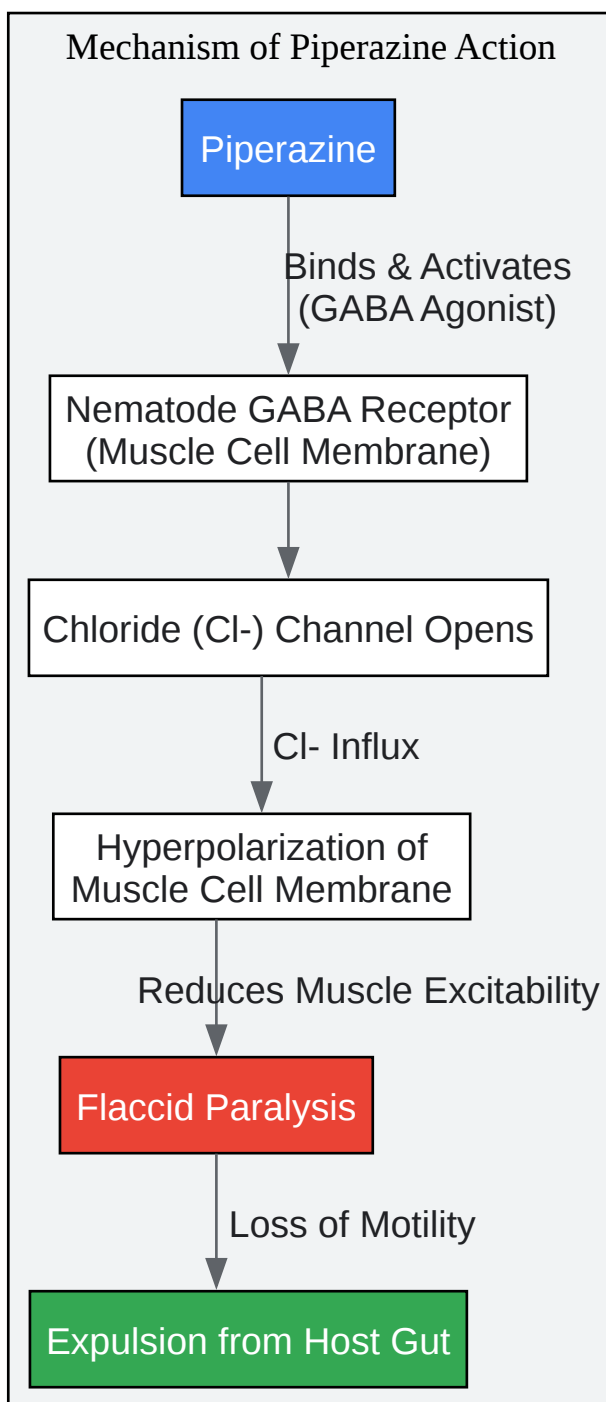 Mechanism of Piperazine Action
Piperazine
Binds & Activates
(GABA Agonist)
Nematode GABA Receptor
(Muscle Cell Membrane)
Chloride (Cl-) Channel Opens
Cl- Influx
Hyperpolarization of
Muscle Cell Membrane
Reduces Muscle Excitability
Flaccid Paralysis
Loss of Motility
Expulsion from Host Gut